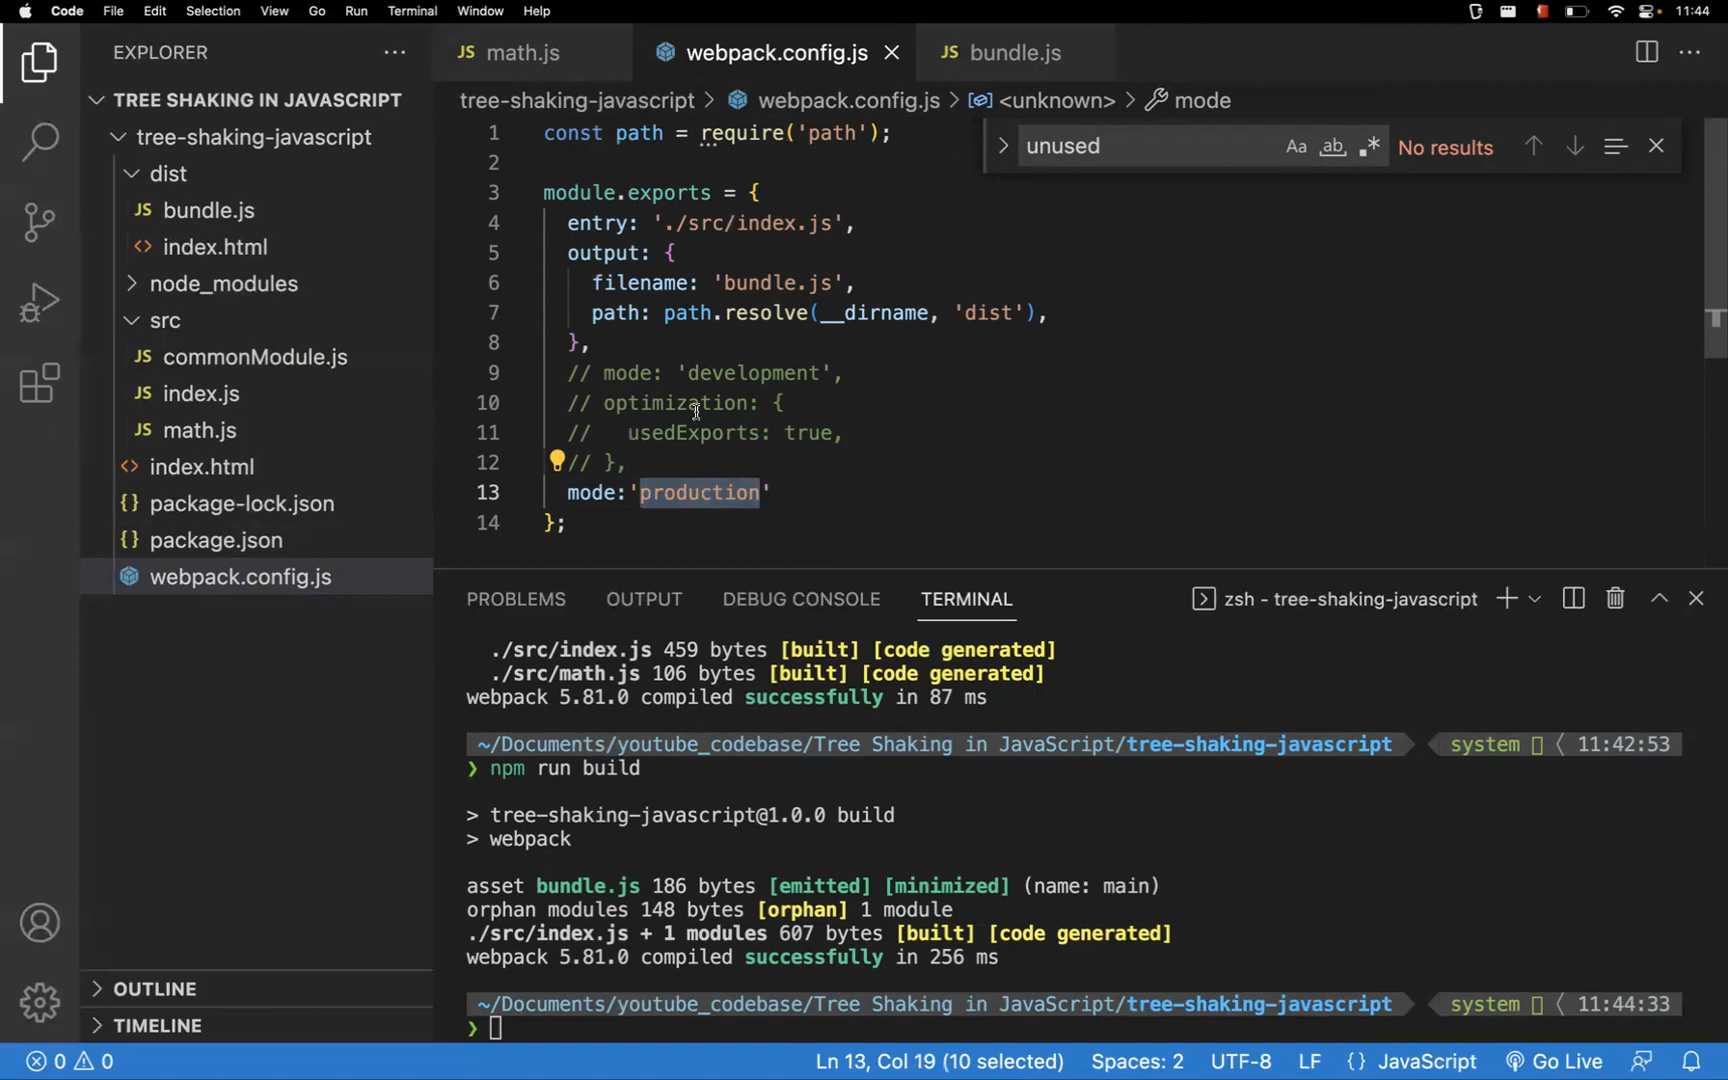 Code File Edit Selection View Go Run Terminal Window Help 11:44
EXPLORER
TREE SHAKING IN JAVASCRIPT
tree-shaking-javascript
dist
JS bundle.js
<> index.html
node_modules
src
JS commonModule.js
JS index.js
JS math.js
<> index.html
{} package-lock.json
{} package.json
webpack.config.js
OUTLINE
TIMELINE
JS math.js webpack.config.js JS bundle.js
tree-shaking-javascript > webpack.config.js > <unknown> > mode
unused Aa ab .* No results
1 const path = require('path');
2
3 module.exports = {
4 entry: './src/index.js',
5 output: {
6 filename: 'bundle.js',
7 path: path.resolve(__dirname, 'dist'),
8 },
9 // mode: 'development',
10 // optimization: {
11 //   usedExports: true,
12 // },
13 mode:'production'
14 };
PROBLEMS OUTPUT DEBUG CONSOLE TERMINAL zsh - tree-shaking-javascript
./src/index.js 459 bytes [built] [code generated]
./src/math.js 106 bytes [built] [code generated]
webpack 5.81.0 compiled successfully in 87 ms
~/Documents/youtube_codebase/Tree Shaking in JavaScript/tree-shaking-javascript system 11:42:53
❯ npm run build
> tree-shaking-javascript@1.0.0 build
> webpack
asset bundle.js 186 bytes [emitted] [minimized] (name: main)
orphan modules 148 bytes [orphan] 1 module
./src/index.js + 1 modules 607 bytes [built] [code generated]
webpack 5.81.0 compiled successfully in 256 ms
~/Documents/youtube_codebase/Tree Shaking in JavaScript/tree-shaking-javascript system 11:44:33
❯
0 0 Ln 13, Col 19 (10 selected) Spaces: 2 UTF-8 LF {} JavaScript Go Live